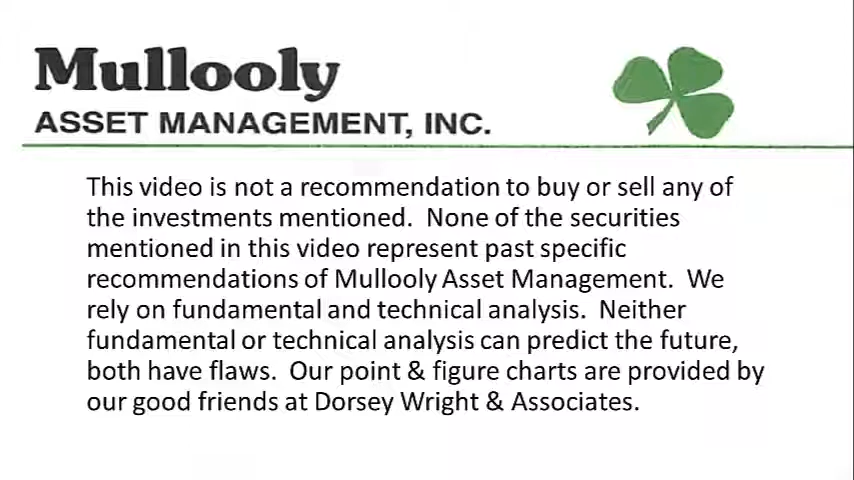 Mullooly
ASSET MANAGEMENT, INC.
This video is not a recommendation to buy or sell any of
the investments mentioned.  None of the securities
mentioned in this video represent past specific
recommendations of Mullooly Asset Management.  We
rely on fundamental and technical analysis.  Neither
fundamental or technical analysis can predict the future,
both have flaws.  Our point & figure charts are provided by
our good friends at Dorsey Wright & Associates.